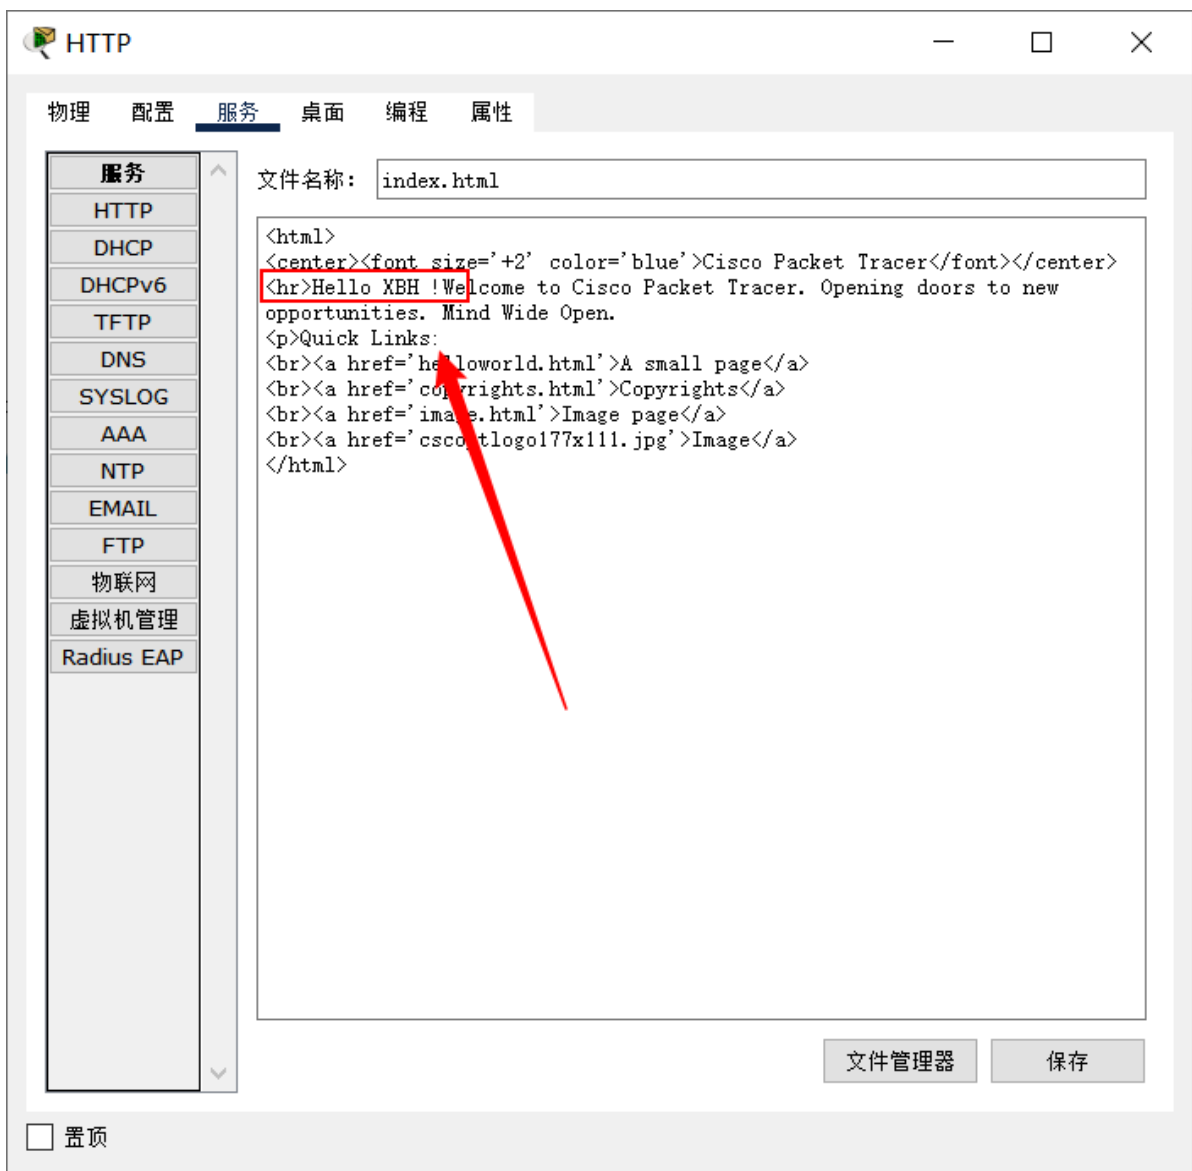 HTTP
物理 配置 服务 桌面 编程 属性
服务
HTTP
DHCP
DHCPv6
TFTP
DNS
SYSLOG
AAA
NTP
EMAIL
FTP
物联网
虚拟机管理
Radius EAP
文件名称: index.html
<html>
<center><font size='+2' color='blue'>Cisco Packet Tracer</font></center>
<hr>Hello XBH !Welcome to Cisco Packet Tracer. Opening doors to new
opportunities. Mind Wide Open.
<p>Quick Links:
<br><a href='helloworld.html'>A small page</a>
<br><a href='copyrights.html'>Copyrights</a>
<br><a href='image.html'>Image page</a>
<br><a href='cscoptlogo177x111.jpg'>Image</a>
</html>
文件管理器 保存
置顶